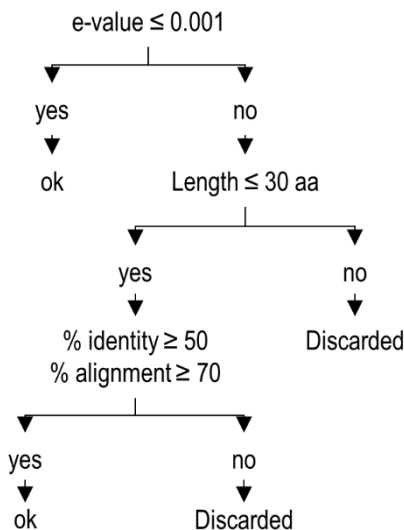 e-value ≤ 0.001
yes
no
ok
Length ≤ 30 aa
yes
no
% identity ≥ 50
% alignment ≥ 70
Discarded
yes
no
ok
Discarded